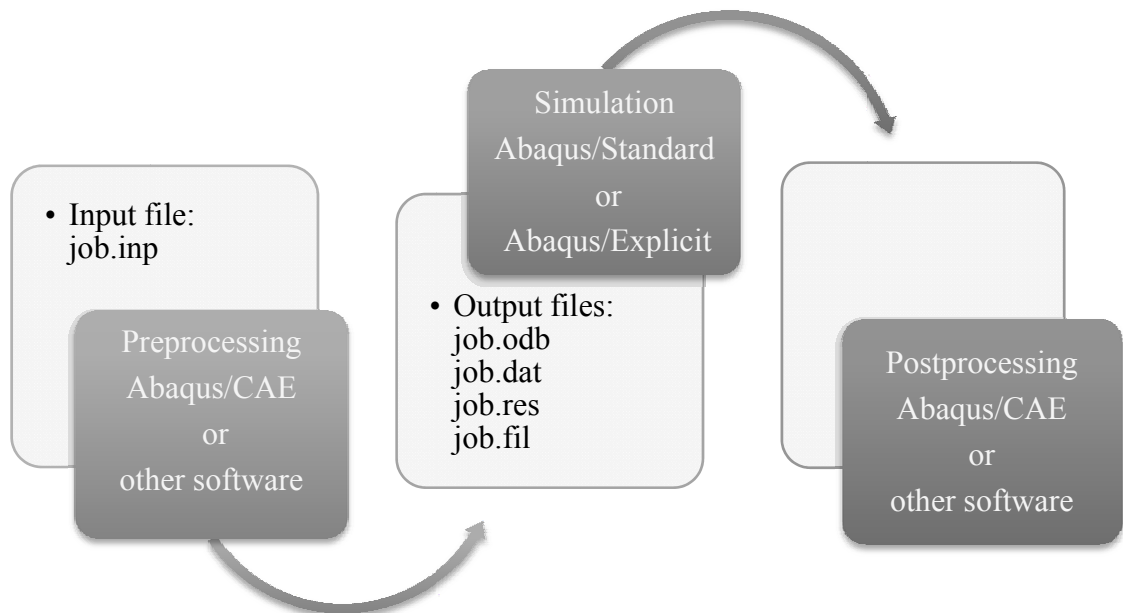 • Input file:
job.inp
Preprocessing
Abaqus/CAE
or
other software
Simulation
Abaqus/Standard
or
Abaqus/Explicit
• Output files:
job.odb
job.dat
job.res
job.fil
Postprocessing
Abaqus/CAE
or
other software